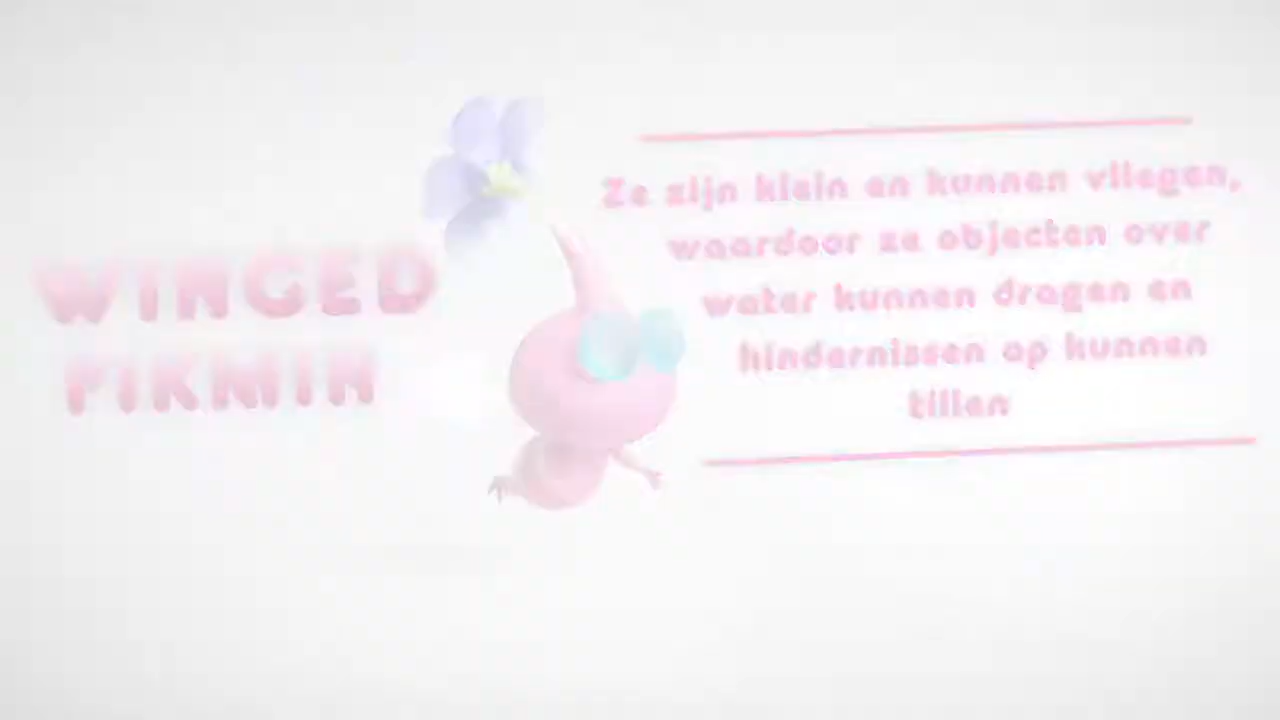 WINGED
PIKMIN
Ze zijn klein en kunnen vliegen,
waardoor ze objecten over
water kunnen dragen en
hindernissen op kunnen
tillen